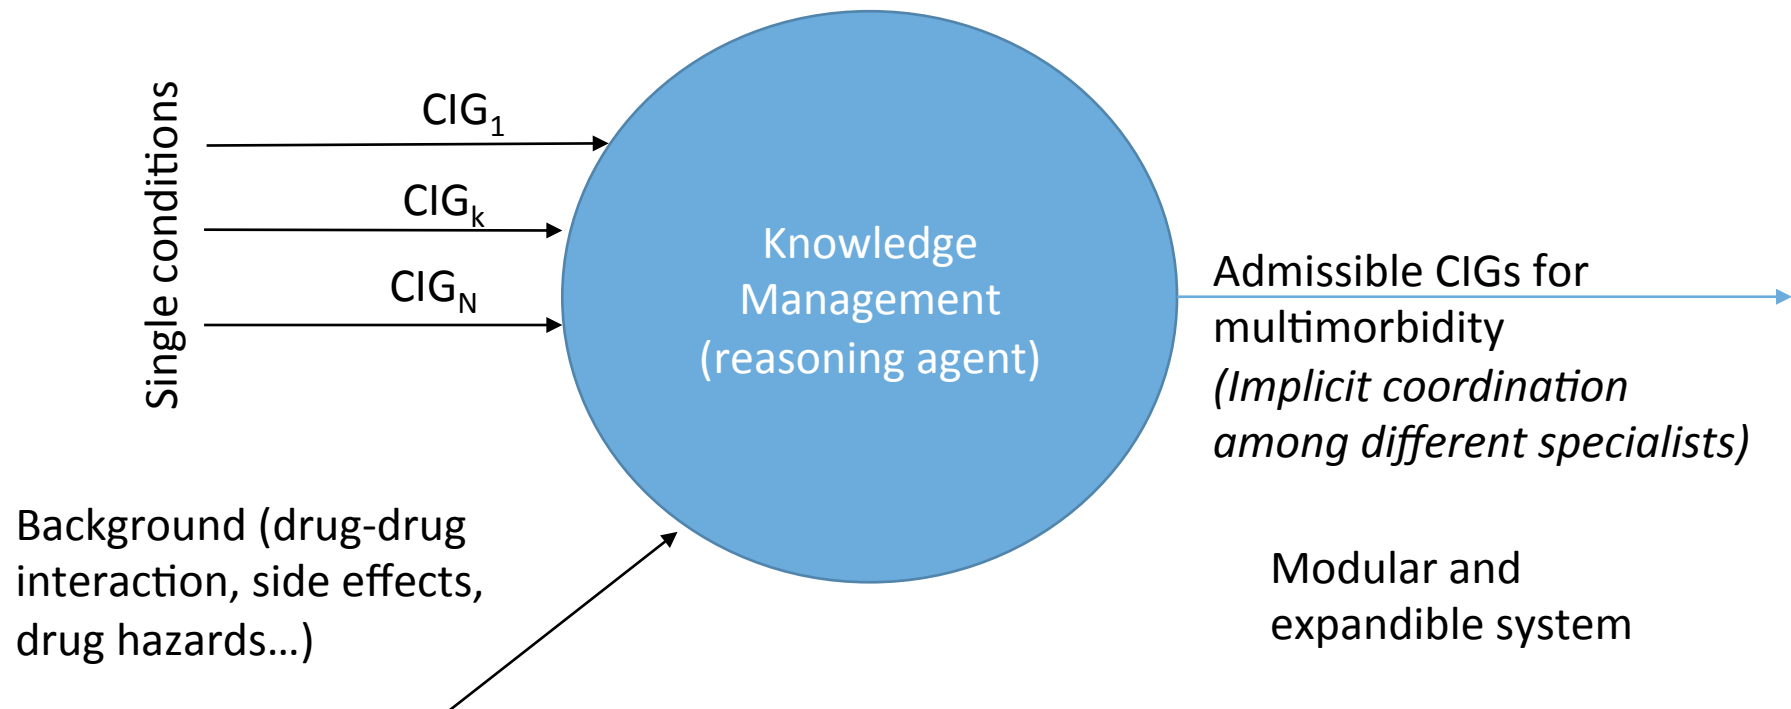 Single conditions
CIG1
CIGk
CIGN
Knowledge
Management
(reasoning agent)
Admissible CIGs for
multimorbidity
(Implicit coordination
among different specialists)
Background (drug-drug
interaction, side effects,
drug hazards…)
Modular and
expandible system